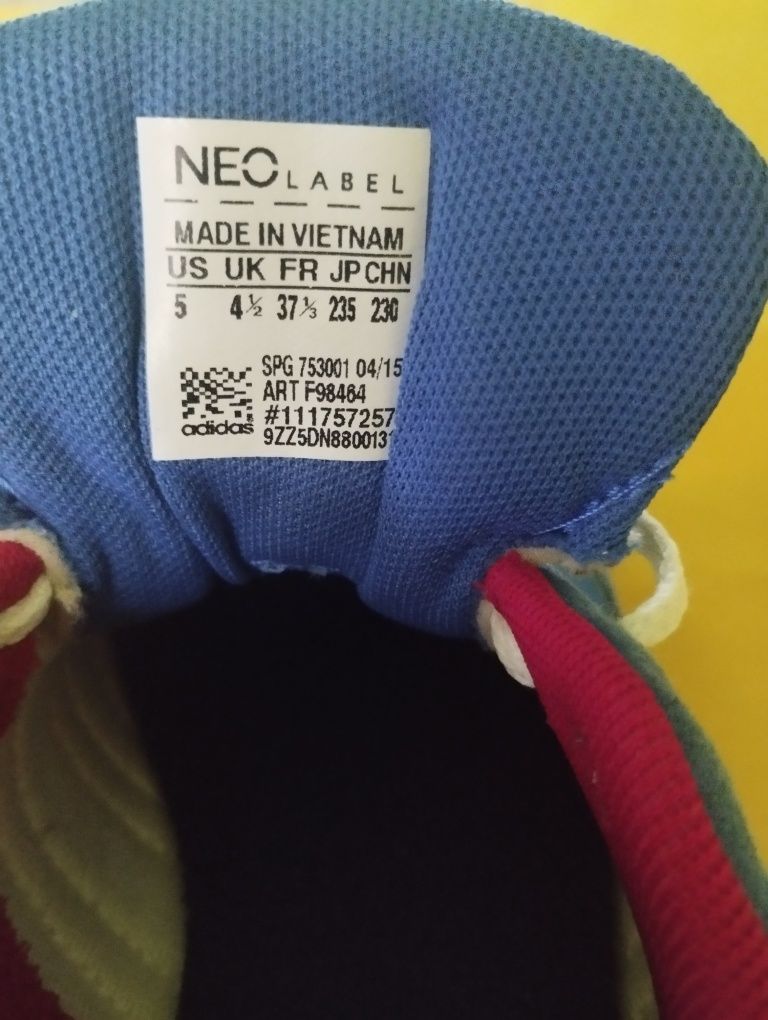 NEO LABEL
MADE IN VIETNAM
US UK FR JP CHN
5 4½ 37⅓ 235 230
SPG 753001 04/15
ART F98464
#111757257
adidas 9ZZ5DN8800131